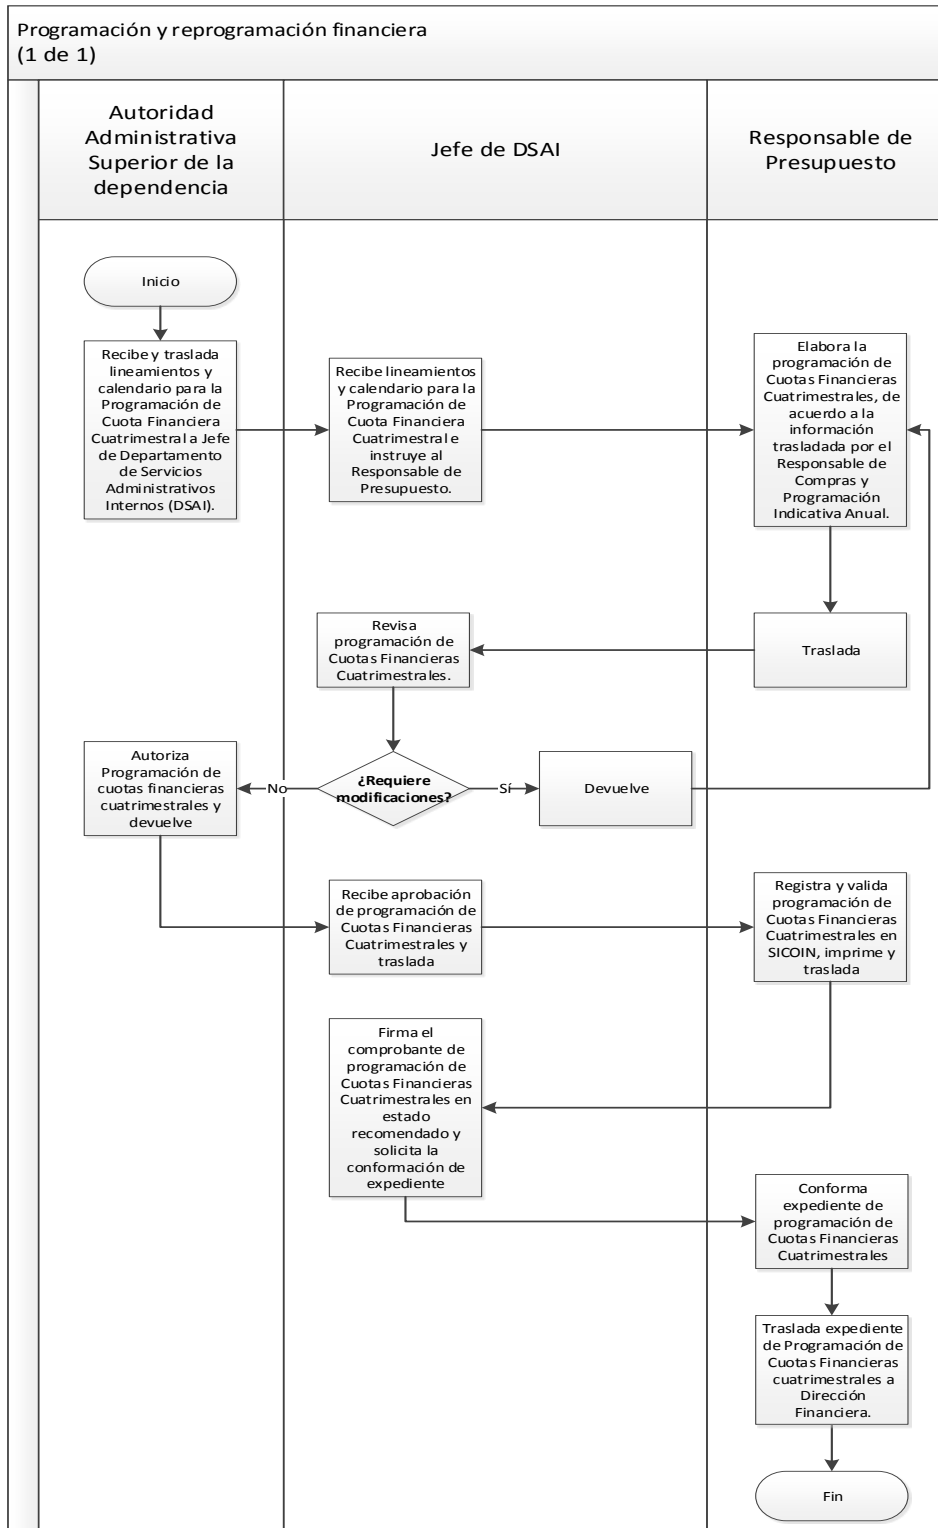 Programación y reprogramación financiera
(1 de 1)
Autoridad
Administrativa
Superior de la
dependencia
Jefe de DSAI
Responsable de
Presupuesto
Inicio
Recibe y traslada
lineamientos y
calendario para la
Programación de
Cuota Financiera
Cuatrimestral a Jefe
de Departamento
de Servicios
Administrativos
Internos (DSAI).
Recibe lineamientos
y calendario para la
Programación de
Cuota Financiera
Cuatrimestral e
instruye al
Responsable de
Presupuesto.
Elabora la
programación de
Cuotas Financieras
Cuatrimestrales, de
acuerdo a la
información
trasladada por el
Responsable de
Compras y
Programación
Indicativa Anual.
Revisa
programación de
Cuotas Financieras
Cuatrimestrales.
Traslada
Autoriza
Programación de
cuotas financieras
cuatrimestrales y
devuelve
No
¿Requiere
modificaciones?
Sí
Devuelve
Recibe aprobación
de programación de
Cuotas Financieras
Cuatrimestrales y
traslada
Registra y valida
programación de
Cuotas Financieras
Cuatrimestrales en
SICOIN, imprime y
traslada
Firma el
comprobante de
programación de
Cuotas Financieras
Cuatrimestrales en
estado
recomendado y
solicita la
conformación de
expediente
Conforma
expediente de
programación de
Cuotas Financieras
Cuatrimestrales
Traslada expediente
de Programación de
Cuotas Financieras
cuatrimestrales a
Dirección
Financiera.
Fin